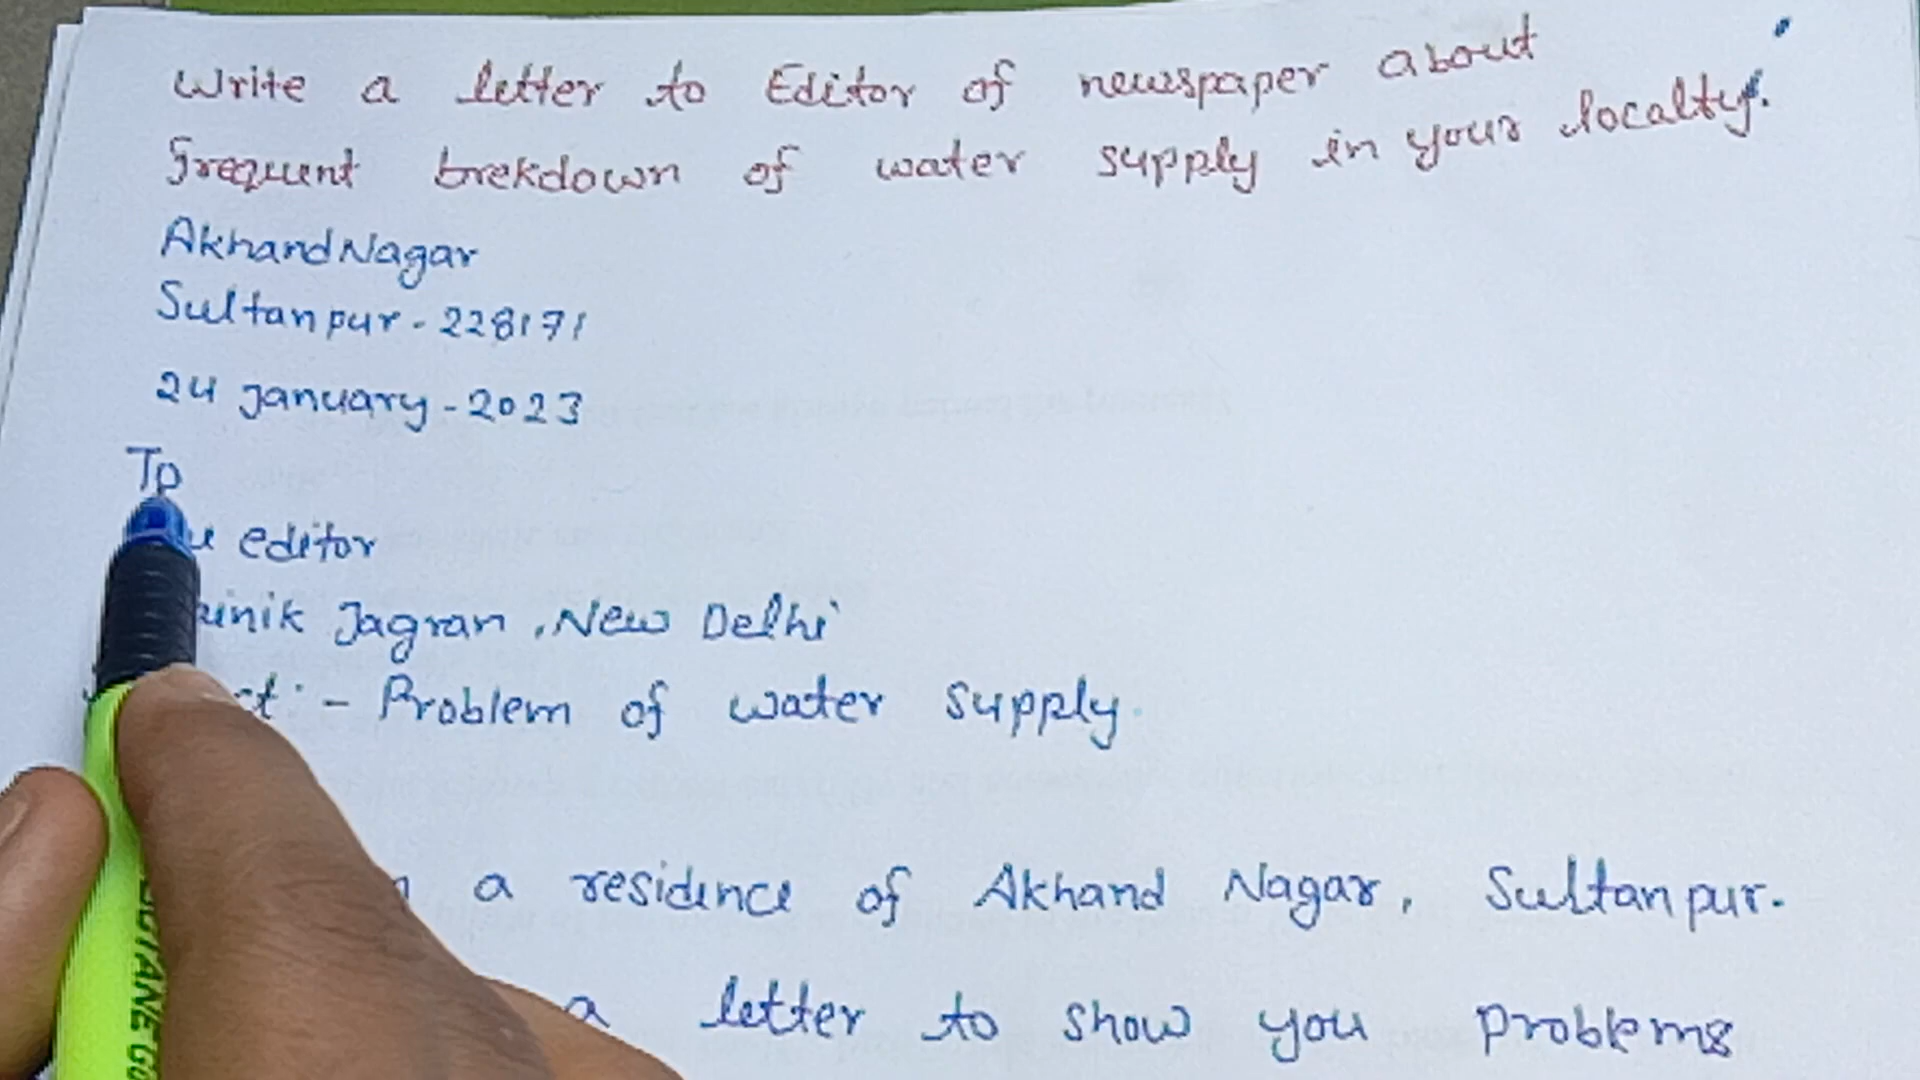 Write a letter to Editor of newspaper about
frequent brekdown of water supply in your localty.
Akhand Nagar
Sultanpur - 228171
24 January - 2023
To
editor
Jagran, New Delhi
:- Problem of water supply.
a residence of Akhand Nagar, Sultanpur.
a letter to show you problems